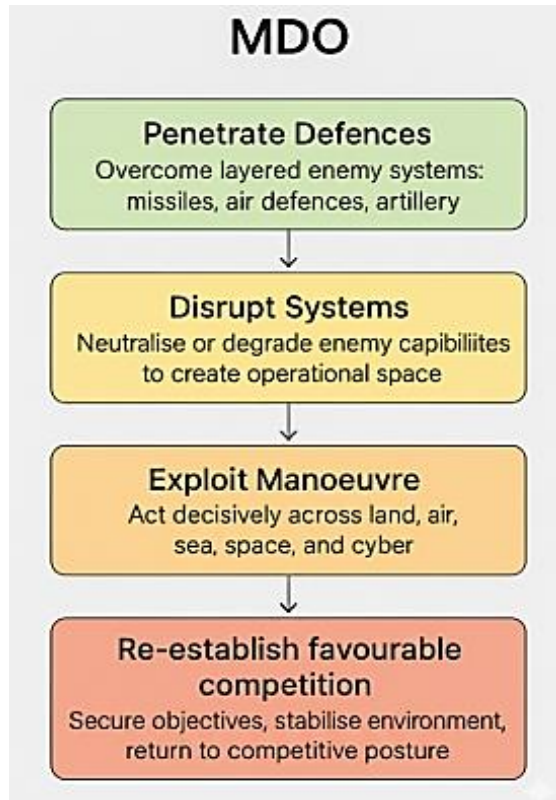 MDO
Penetrate Defences
Overcome layered enemy systems:
missiles, air defences, artillery
Disrupt Systems
Neutralise or degrade enemy capibiliites
to create operational space
Exploit Manoeuvre
Act decisively across land, air,
sea, space, and cyber
Re-establish favourable
competition
Secure objectives, stabilise environment,
return to competitive posture